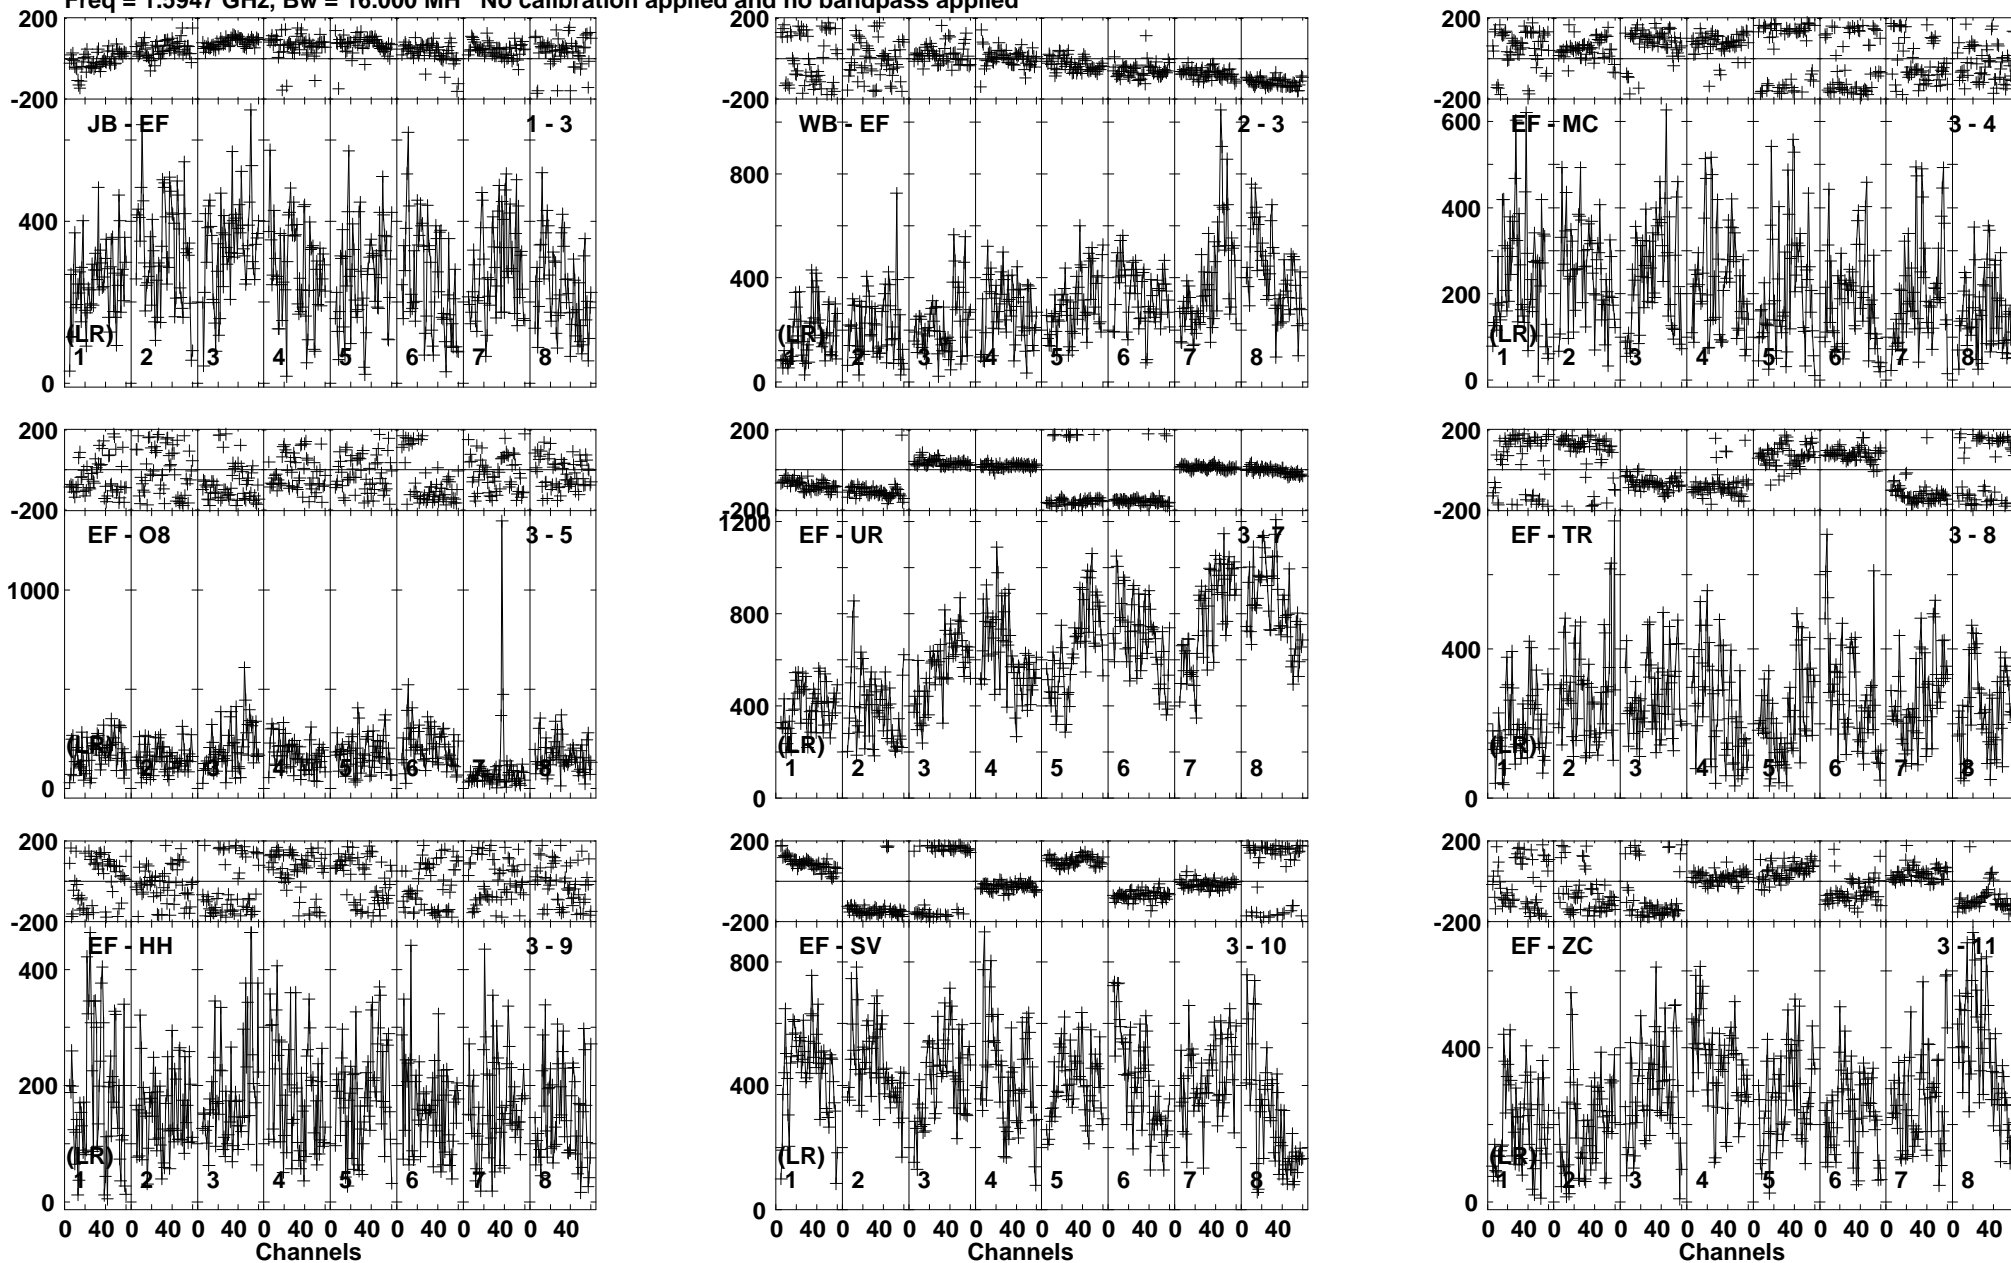 Freq = 1.5947 GHz, Bw = 16.000 MH No calibration applied and no bandpass applied
200
-200
JB - EF 1 - 3
400
0
(LR)
1 2 3 4 5 6 7 8
200
-200
WB - EF 2 - 3
800
400
0
(LR)
1 2 3 4 5 6 7 8
200
-200
600
EF - MC 3 - 4
400
200
0
(LR)
1 2 3 4 5 6 7 8
200
-200
EF - O8 3 - 5
1000
0
(LR)
1 2 3 4 5 6 7 8
200
-200
1200
EF - UR 3 - 7
800
400
0
(LR)
1 2 3 4 5 6 7 8
200
-200
EF - TR 3 - 8
400
0
(LR)
1 2 3 4 5 6 7 8
200
-200
EF - HH 3 - 9
400
200
0
(LR)
1 2 3 4 5 6 7 8
0 40 0 40 0 40 0 40 0 40 0 40 0 40 0 40
Channels
200
-200
EF - SV 3 - 10
800
400
0
(LR)
1 2 3 4 5 6 7 8
0 40 0 40 0 40 0 40 0 40 0 40 0 40 0 40
Channels
200
-200
EF - ZC 3 - 11
400
0
(LR)
1 2 3 4 5 6 7 8
0 40 0 40 0 40 0 40 0 40 0 40 0 40 0 40
Channels